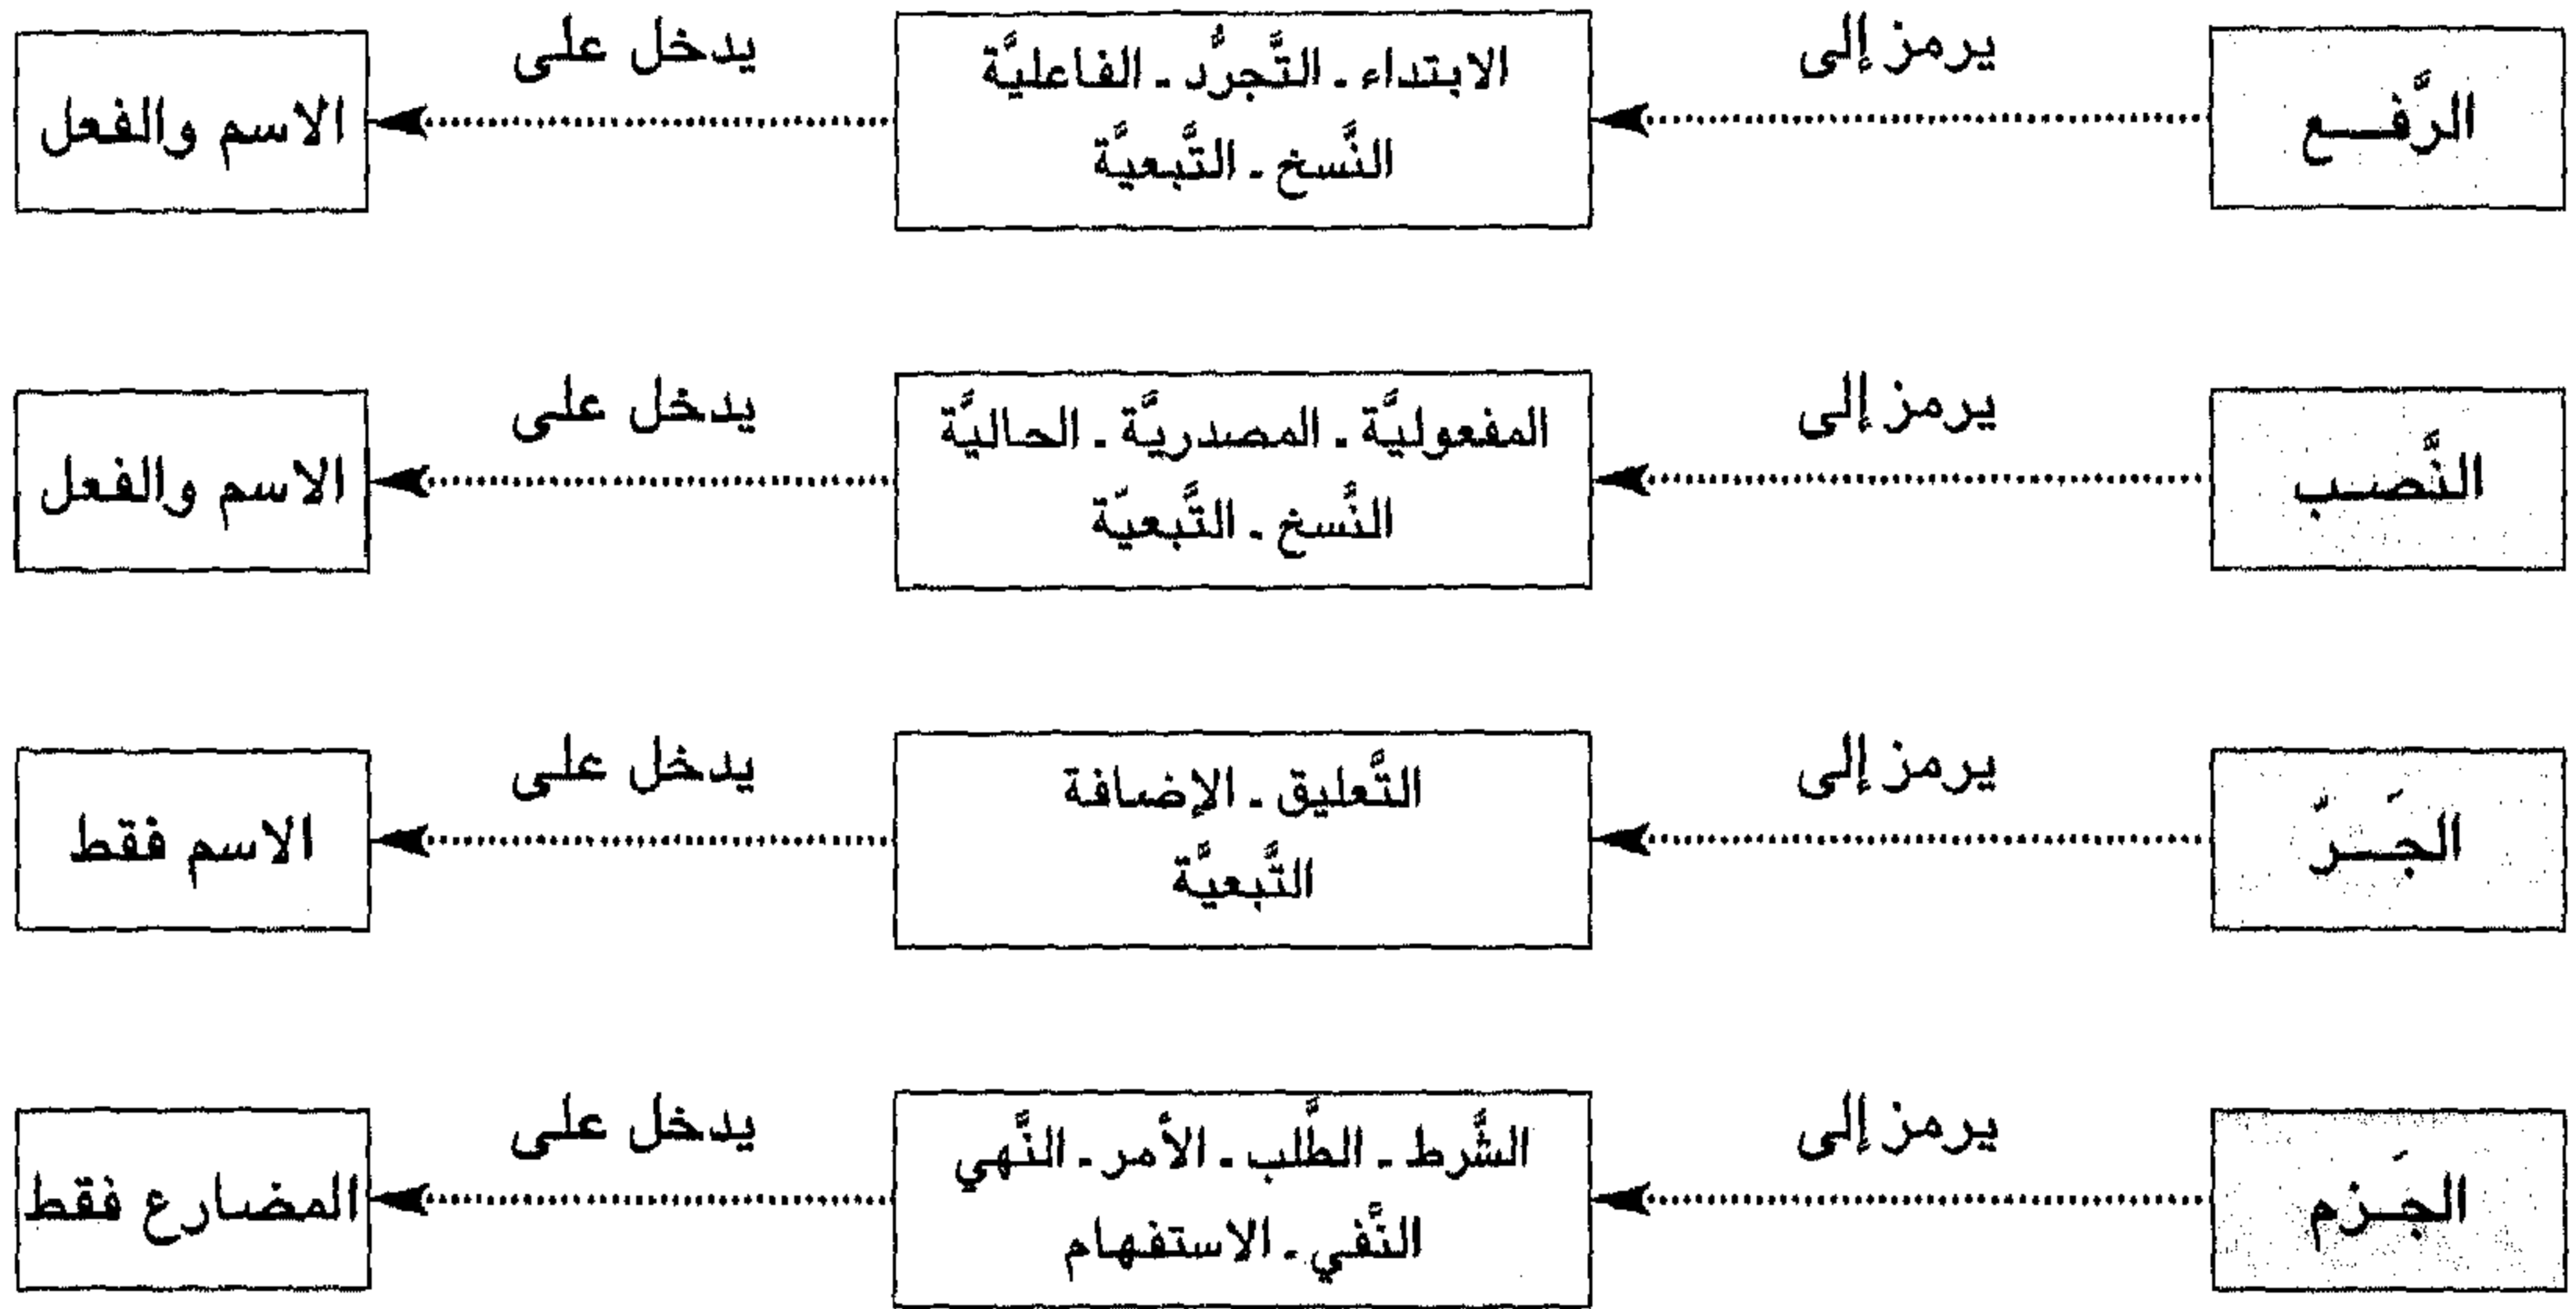 الرَّفــع
يرمز إلى
الابتداء ـ التَّجرُّد ـ الفاعليَّة
النَّسخ ـ التَّبعيَّة
يدخل على
الاسم والفعل
النَّصــب
يرمز إلى
المفعوليَّة ـ المصدريَّة ـ الحاليَّة
النَّسخ ـ التَّبعيّة
يدخل على
الاسم والفعل
الجَــرّ
يرمز إلى
التَّعليق ـ الإضافة
التَّبعيَّة
يدخل على
الاسم فقط
الجَــزم
يرمز إلى
الشَّرط ـ الطَّلب ـ الأمر ـ النَّهي
النَّفي ـ الاستفهام
يدخل على
المضارع فقط